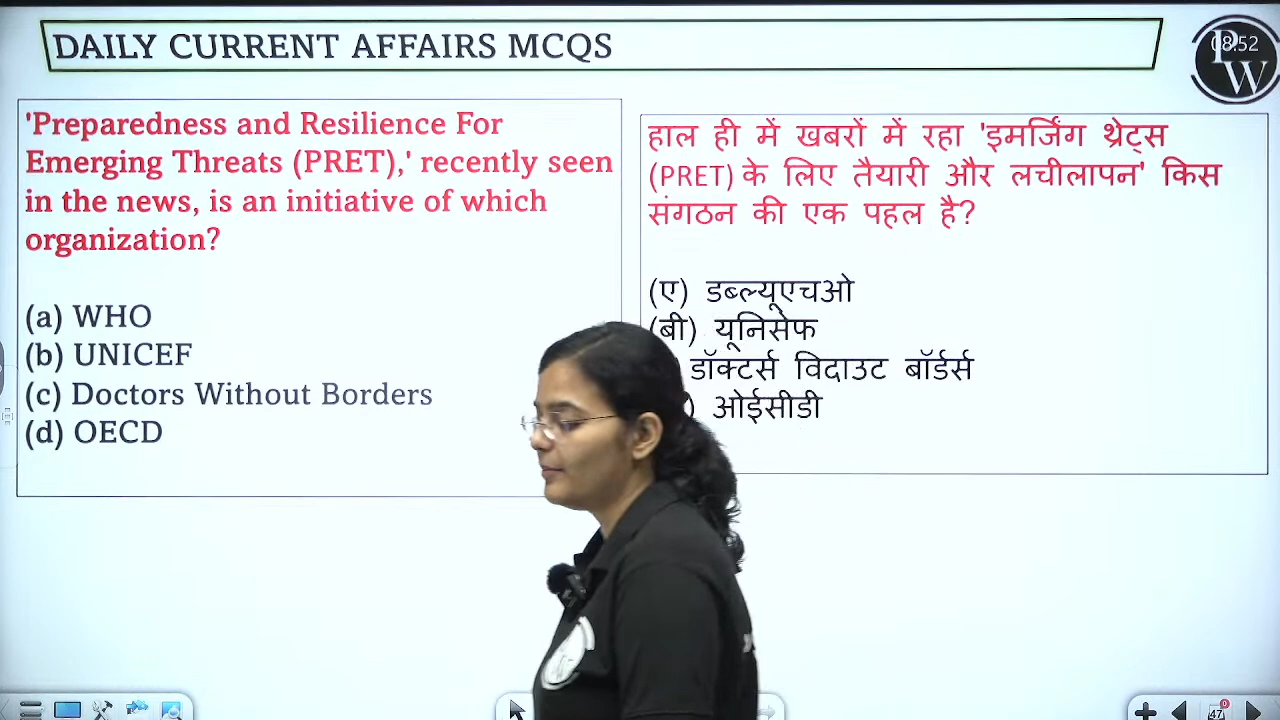 DAILY CURRENT AFFAIRS MCQS
08:52
PW
'Preparedness and Resilience For
Emerging Threats (PRET),' recently seen
in the news, is an initiative of which
organization?
(a) WHO
(b) UNICEF
(c) Doctors Without Borders
(d) OECD
हाल ही में खबरों में रहा 'इमर्जिंग थ्रेट्स
(PRET) के लिए तैयारी और लचीलापन' किस
संगठन की एक पहल है?
(ए) डब्ल्यूएचओ
(बी) यूनिसेफ
डॉक्टर्स विदाउट बॉर्डर्स
) ओईसीडी
47